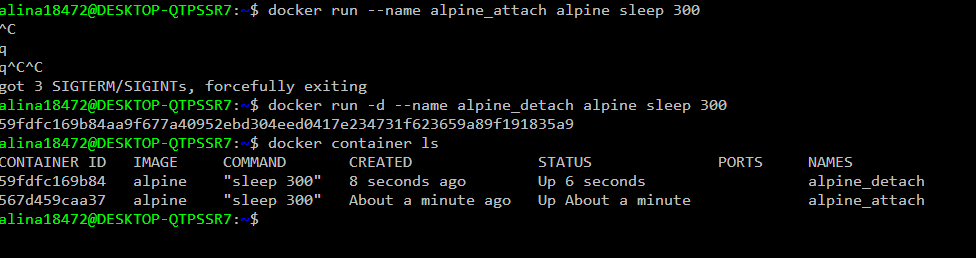 alina18472@DESKTOP-QTPSSR7:~$ docker run --name alpine_attach alpine sleep 300
^C
q
q^C^C
got 3 SIGTERM/SIGINTs, forcefully exiting
alina18472@DESKTOP-QTPSSR7:~$ docker run -d --name alpine_detach alpine sleep 300
59fdfc169b84aa9f677a40952ebd304eed0417e234731f623659a89f191835a9
alina18472@DESKTOP-QTPSSR7:~$ docker container ls
CONTAINER ID   IMAGE     COMMAND       CREATED              STATUS              PORTS     NAMES
59fdfc169b84   alpine    "sleep 300"   8 seconds ago        Up 6 seconds                  alpine_detach
567d459caa37   alpine    "sleep 300"   About a minute ago   Up About a minute             alpine_attach
alina18472@DESKTOP-QTPSSR7:~$